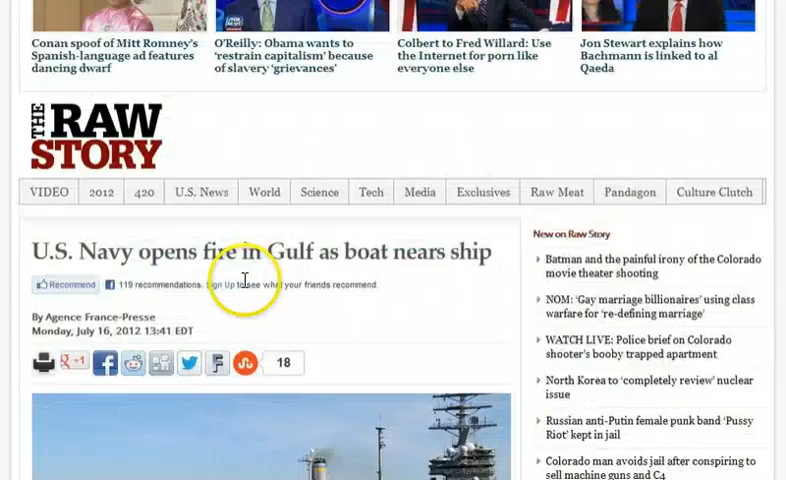 Conan spoof of Mitt Romney's
Spanish-language ad features
dancing dwarf
O'Reilly: Obama wants to
'restrain capitalism' because
of slavery 'grievances'
Colbert to Fred Willard: Use
the Internet for porn like
everyone else
Jon Stewart explains how
Bachmann is linked to al
Qaeda
THE RAW
STORY
VIDEO 2012 420 U.S. News World Science Tech Media Exclusives Raw Meat Pandagon Culture Clutch
U.S. Navy opens fire in Gulf as boat nears ship
Recommend 119 recommendations. Sign Up to see what your friends recommend.
By Agence France-Presse
Monday, July 16, 2012 13:41 EDT
+1 18
New on Raw Story
Batman and the painful irony of the Colorado
movie theater shooting
NOM: 'Gay marriage billionaires' using class
warfare for 're-defining marriage'
WATCH LIVE: Police brief on Colorado
shooter's booby trapped apartment
North Korea to 'completely review' nuclear
issue
Russian anti-Putin female punk band 'Pussy
Riot' kept in jail
Colorado man avoids jail after conspiring to
sell machine guns and C4